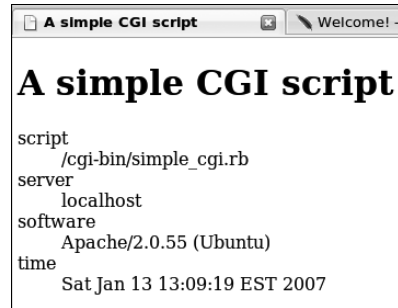 A simple CGI script
Welcome! -
A simple CGI script
script
/cgi-bin/simple_cgi.rb
server
localhost
software
Apache/2.0.55 (Ubuntu)
time
Sat Jan 13 13:09:19 EST 2007